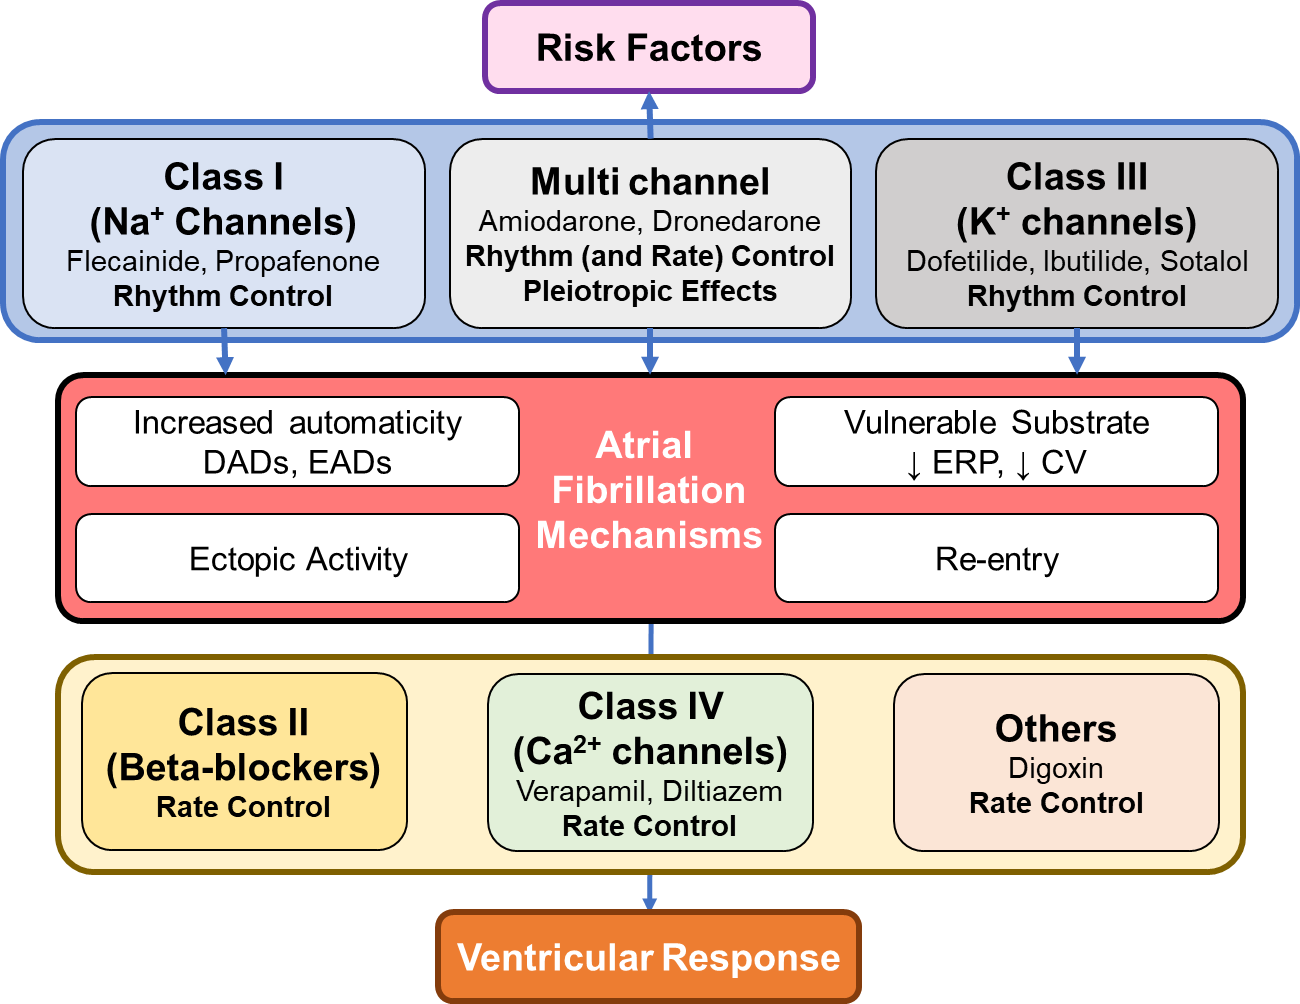 Risk Factors
Class I
(Na⁺ Channels)
Flecainide, Propafenone
Rhythm Control
Multi channel
Amiodarone, Dronedarone
Rhythm (and Rate) Control
Pleiotropic Effects
Class III
(K⁺ channels)
Dofetilide, Ibutilide, Sotalol
Rhythm Control
Increased automaticity
DADs, EADs
Ectopic Activity
Atrial
Fibrillation
Mechanisms
Vulnerable Substrate
↓ ERP, ↓ CV
Re-entry
Class II
(Beta-blockers)
Rate Control
Class IV
(Ca²⁺ channels)
Verapamil, Diltiazem
Rate Control
Others
Digoxin
Rate Control
Ventricular Response